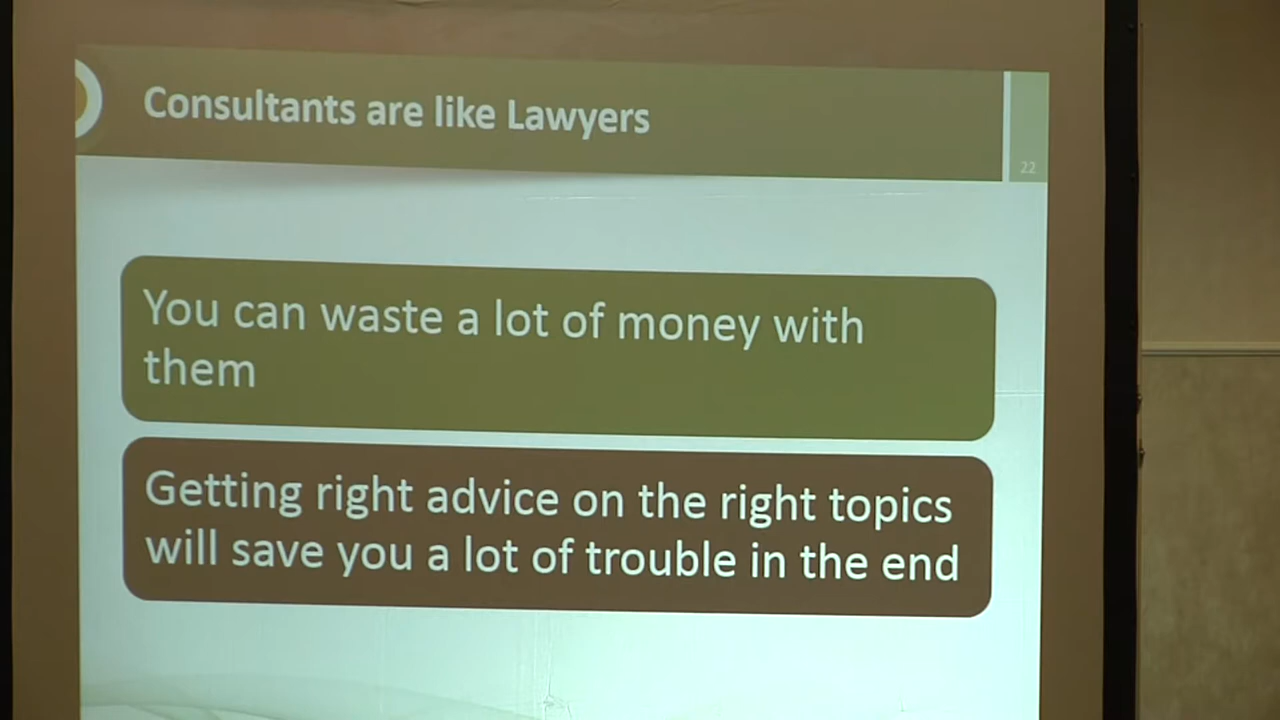 Consultants are like Lawyers
22
You can waste a lot of money with
them
Getting right advice on the right topics
will save you a lot of trouble in the end